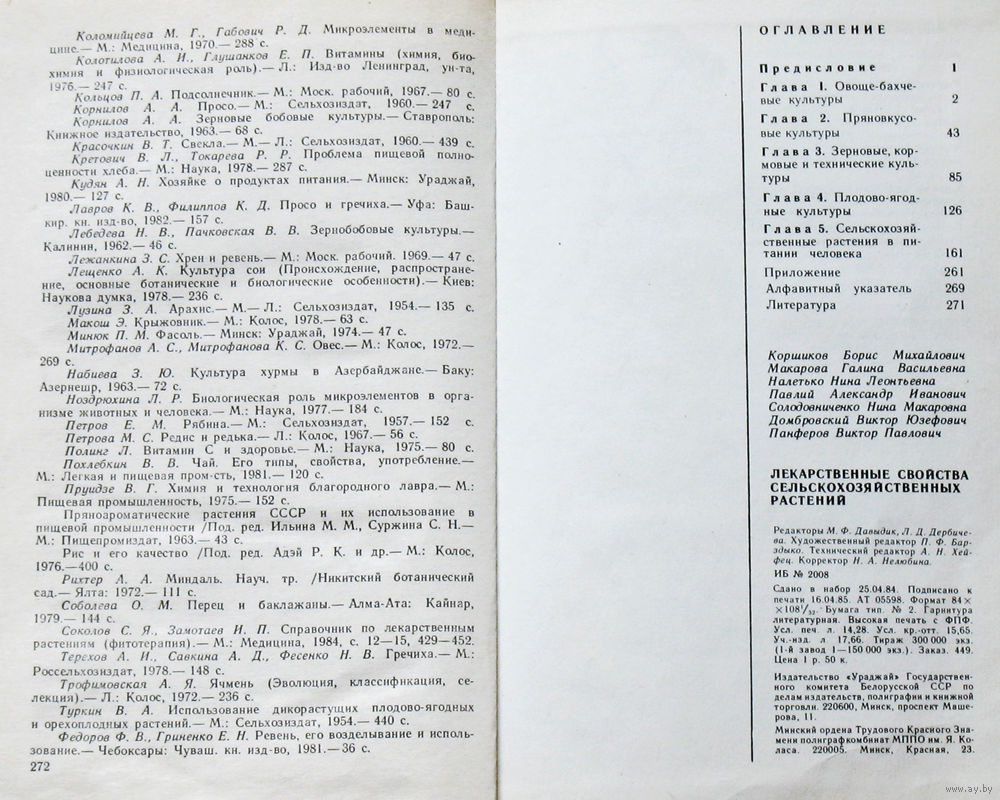 Коломийцева М. Г., Габович Р. Д. Микроэлементы в меди-
цине.— М.: Медицина, 1970.— 288 с.
Колотилова А. И., Глушанков Е. П. Витамины (химия, био-
химия и физиологическая роль).— Л.: Изд-во Ленинград, ун-та,
1976.— 247 с.
Кольцов П. А. Подсолнечник.— М.: Моск. рабочий, 1967.— 80 с.
Корнилов А. А. Просо.— М.: Сельхозиздат, 1960.— 247 с.
Корнилов А. А. Зерновые бобовые культуры.— Ставрополь:
Книжное издательство, 1963.— 68 с.
Красочкин В. Т. Свекла.— М.— Л.: Сельхозиздат, 1960.— 439 с.
Кретович В. Л., Токарева Р. Р. Проблема пищевой полно-
ценности хлеба.— М.: Наука, 1978.— 287 с.
Кудян А. Н. Хозяйке о продуктах питания.— Минск: Ураджай,
1980.— 127 с.
Лавров К. В., Филиппов К. Д. Просо и гречиха.— Уфа: Баш-
кир. кн. изд-во, 1982.— 157 с.
Лебедева Н. В., Пачковская В. В. Зернобобовые культуры.—
Калинин, 1962.— 46 с.
Лежанкина З. С. Хрен и ревень.— М.: Моск. рабочий. 1969.— 47 с.
Лещенко А. К. Культура сои (Происхождение, распростране-
ние, основные ботанические и биологические особенности).— Киев:
Наукова думка, 1978.— 236 с.
Лузина З. А. Арахис.— М.— Л.: Сельхозиздат, 1954.— 135 с.
Макош Э. Крыжовник.— М.: Колос, 1978.— 63 с.
Минюк П. М. Фасоль.— Минск: Ураджай, 1974.— 47 с.
Митрофанов А. С., Митрофанова К. С. Овес.— М.: Колос, 1972.—
269 с.
Набиева З. Ю. Культура хурмы в Азербайджане.— Баку:
Азернешр, 1963.— 72 с.
Ноздрюхина Л. Р. Биологическая роль микроэлементов в орга-
низме животных и человека.— М.: Наука, 1977.— 184 с.
Петров Е. М. Рябина.— М.: Сельхозиздат, 1957.— 152 с.
Петрова М. С. Редис и редька.— Л.: Колос, 1967.— 56 с.
Полинг Л. Витамин С и здоровье.— М.: Наука, 1975.— 80 с.
Похлебкин В. В. Чай. Его типы, свойства, употребление.—
М.: Легкая и пищевая пром-сть, 1981.— 120 с.
Пруидзе В. Г. Химия и технология благородного лавра.— М.:
Пищевая промышленность, 1975.— 152 с.
Пряноароматические растения СССР и их использование в
пищевой промышленности /Под. ред. Ильина М. М., Суржина С. Н.—
М.: Пищепромиздат, 1963.— 43 с.
Рис и его качество /Под. ред. Адэй Р. К. и др.— М.: Колос,
1976.—400 с.
Рихтер А. А. Миндаль. Науч. тр. /Никитский ботанический
сад.— Ялта: 1972.— 111 с.
Соболева О. М. Перец и баклажаны.— Алма-Ата: Кайнар,
1979.— 144 с.
Соколов С. Я., Замотаев Н. П. Справочник по лекарственным
растениям (фитотерапия).— М.: Медицина, 1984, с. 12—15, 429—452.
Терехов А. И., Савкина А. Д., Фесенко Н. В. Гречиха.— М.:
Россельхозиздат, 1978.— 148 с.
Трофимовская А. Я. Ячмень (Эволюция, классификация, се-
лекция).— Л.: Колос, 1972.— 236 с.
Туркин В. А. Использование дикорастущих плодово-ягодных
и орехоплодных растений.— М.: Сельхозиздат, 1954.— 440 с.
Федоров Ф. В., Гриненко Е. Н. Ревень, его возделывание и исполь-
зование.— Чебоксары: Чуваш. кн. изд-во, 1981.— 36 с.
272
ОГЛАВЛЕНИЕ
Предисловие 1
Глава 1. Овоще-бахче-
вые культуры 2
Глава 2. Пряновкусо-
вые культуры 43
Глава 3. Зерновые, кор-
мовые и технические куль-
туры 85
Глава 4. Плодово-ягод-
ные культуры 126
Глава 5. Сельскохозяй-
ственные растения в пи-
тании человека 161
Приложение 261
Алфавитный указатель 269
Литература 271
Коршиков Борис Михайлович
Макарова Галина Васильевна
Налетько Нина Леонтьевна
Павлий Александр Иванович
Солодовниченко Нина Макаровна
Домбровский Виктор Юзефович
Панферов Виктор Павлович
ЛЕКАРСТВЕННЫЕ СВОЙСТВА
СЕЛЬСКОХОЗЯЙСТВЕННЫХ
РАСТЕНИЙ
Редакторы М. Ф. Давыдик, Л. Д. Дербиче-
ва. Художественный редактор П. Ф. Бар-
здыко. Технический редактор А. Н. Хей-
фец. Корректор Н. А. Нелюбина.
ИБ № 2008
Сдано в набор 25.04.84. Подписано к
печати 16.04.85. АТ 05598. Формат 84×
×108¹/₃₂. Бумага тип. № 2. Гарнитура
литературная. Высокая печать с ФПФ.
Усл. печ. л. 14,28. Усл. кр.-отт. 15,65.
Уч.-изд. л. 17,66. Тираж 300 000 экз.
(1-й завод 1—150 000 экз.). Заказ. 449.
Цена 1 р. 50 к.
Издательство «Ураджай» Государствен-
ного комитета Белорусской ССР по
делам издательств, полиграфии и книжной
торговли. 220600, Минск, проспект Маше-
рова, 11.
Минский ордена Трудового Красного Зна-
мени полиграфкомбинат МППО им. Я. Ко-
ласа. 220005. Минск, Красная, 23.
www.ay.by